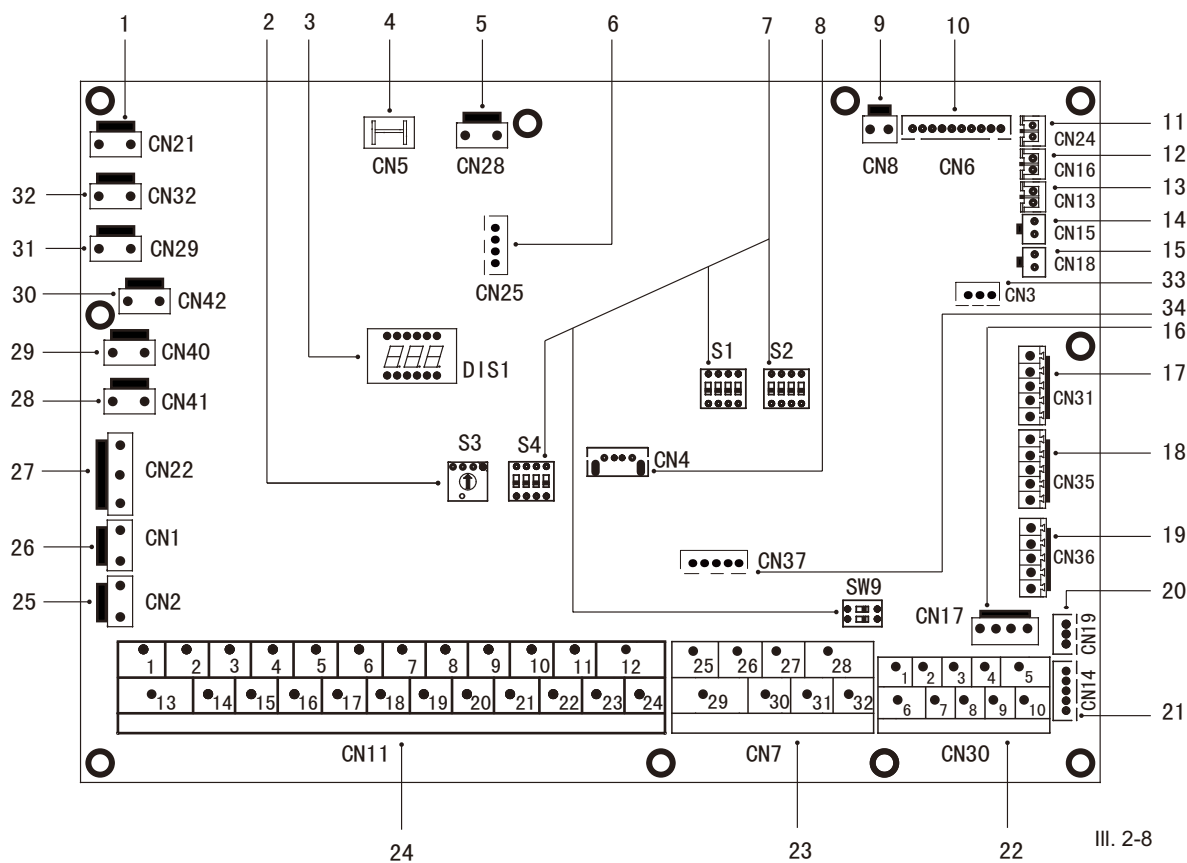 1
2
3
4
5
6
7
8
9
10
CN21
CN5
CN28
CN8
CN6
CN24
11
CN16
12
CN13
13
32
CN32
CN15
14
31
CN29
CN18
15
30
CN42
CN25
CN3
33
34
16
29
CN40
DIS1
S1
S2
28
CN41
CN31
17
S3
S4
CN4
27
CN22
CN35
18
26
CN1
CN37
CN36
19
25
CN2
SW9
CN17
CN19
20
1 2 3 4 5 6 7 8 9 10 11 12
25 26 27 28
1 2 3 4 5
13 14 15 16 17 18 19 20 21 22 23 24
29 30 31 32
6 7 8 9 10
CN14
21
CN11
CN7
CN30
24
23
22
III. 2-8